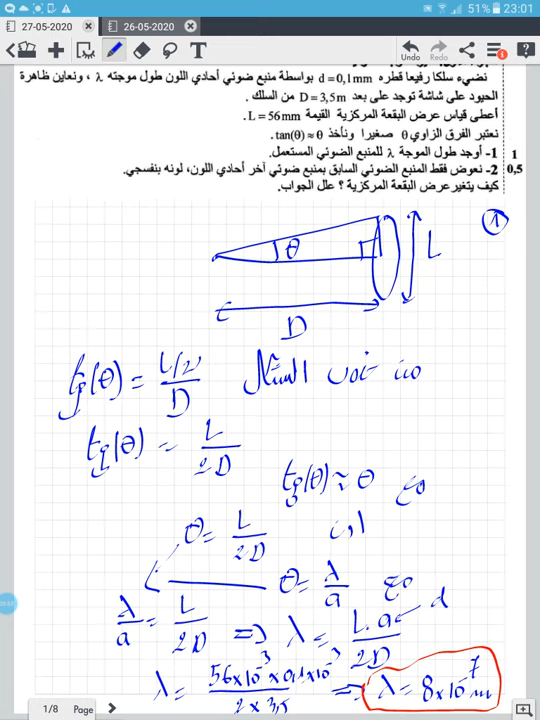 51% 23:01
27-05-2020 26-05-2020
Undo Redo More
نضيء سلكا رفيعا قطره d = 0,1mm بواسطة منبع ضوئي أحادي اللون طول موجته λ، ونعاين ظاهرة
الحيود على شاشة توجد على بعد D = 3,5 m من السلك.
أعطى قياس عرض البقعة المركزية القيمة L = 56 mm.
نعتبر الفرق الزاوي θ صغيرا ونأخذ tan(θ) ≈ θ.
1- أوجد طول الموجة λ للمنبع الضوئي المستعمل. 1
2- نعوض فقط المنبع الضوئي السابق بمنبع ضوئي آخر أحادي اللون، لونه بنفسجي. 0,5
كيف يتغير عرض البقعة المركزية ؟ علل الجواب.
1
θ L
D
tg(θ) = L/2 / D
tg(θ) = L / 2D
tg(θ) ≈ θ
θ = L / 2D
θ = λ / a
λ / a = L / 2D => λ = L.a / 2D d
λ = 56×10⁻³ × 0,1×10⁻³ / 2 × 3,5 => λ = 8×10⁻⁷ m
1/8 Page